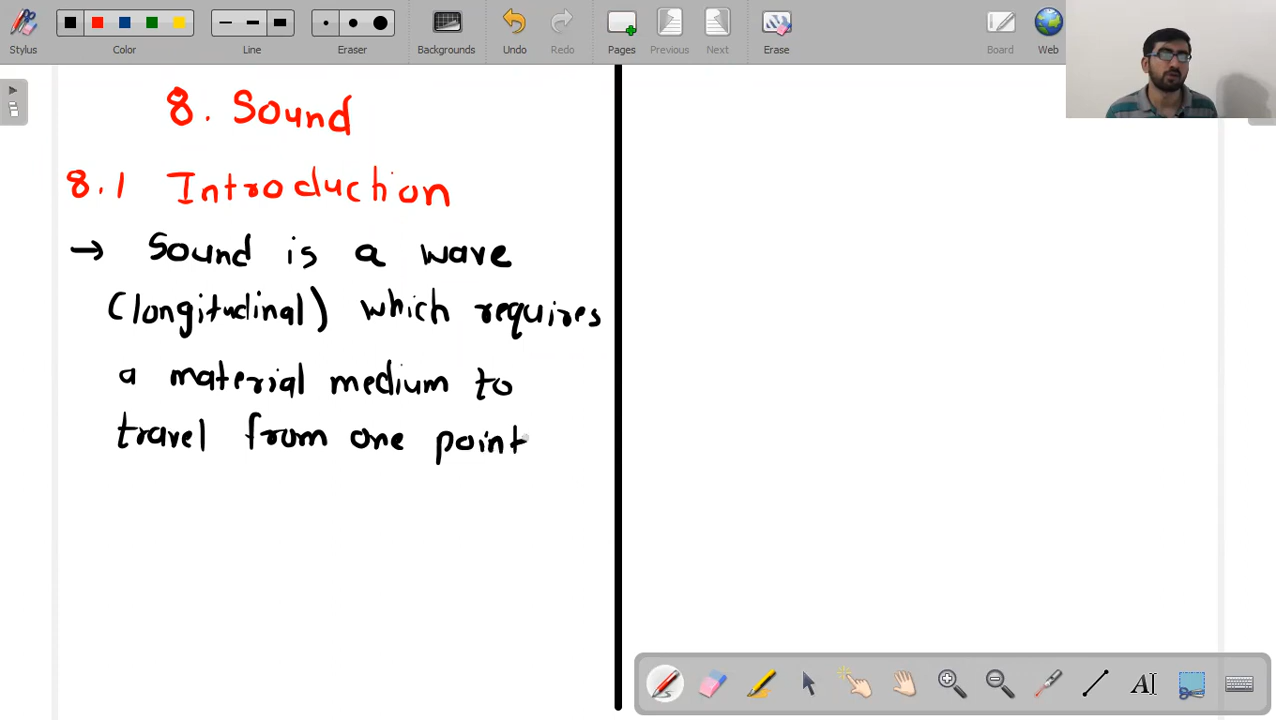 Stylus
Color
Line
Eraser
Backgrounds
Undo
Redo
Pages
Previous
Next
Erase
Board
Web
8. Sound
8.1 Introduction
→ Sound is a wave
(longitudinal) which requires
a material medium to
travel from one point